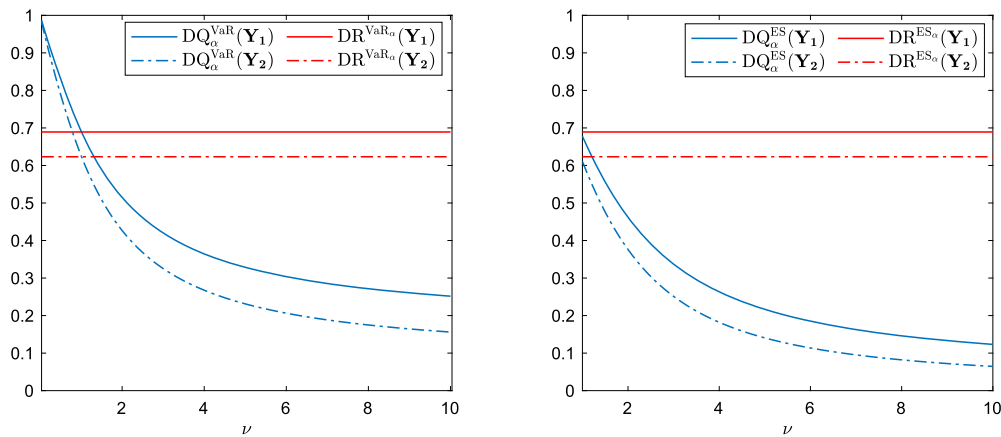 1
0.9
0.8
0.7
0.6
0.5
0.4
0.3
0.2
0.1
0
DQ_α^VaR(Y₁) DR^VaR_α(Y₁)
DQ_α^VaR(Y₂) DR^VaR_α(Y₂)
2 4 6 8 10
ν
1
0.9
0.8
0.7
0.6
0.5
0.4
0.3
0.2
0.1
0
DQ_α^ES(Y₁) DR^ES_α(Y₁)
DQ_α^ES(Y₂) DR^ES_α(Y₂)
2 4 6 8 10
ν